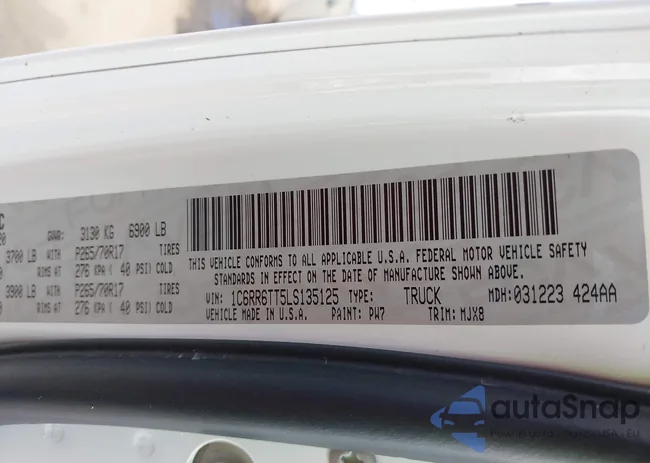 C
20
GVWR: 3130 KG 6900 LB
3700 LB WITH P265/70R17 TIRES
RIMS AT 276 KPA ( 40 PSI) COLD
3900 LB WITH P265/70R17 TIRES
RIMS AT 276 KPA ( 40 PSI) COLD
THIS VEHICLE CONFORMS TO ALL APPLICABLE U.S.A. FEDERAL MOTOR VEHICLE SAFETY
STANDARDS IN EFFECT ON THE DATE OF MANUFACTURE SHOWN ABOVE.
VIN: 1C6RR6TT5LS135125 TYPE: TRUCK MDH:031223 424AA
VEHICLE MADE IN U.S.A. PAINT: PW7 TRIM: MJX8
autoSnap